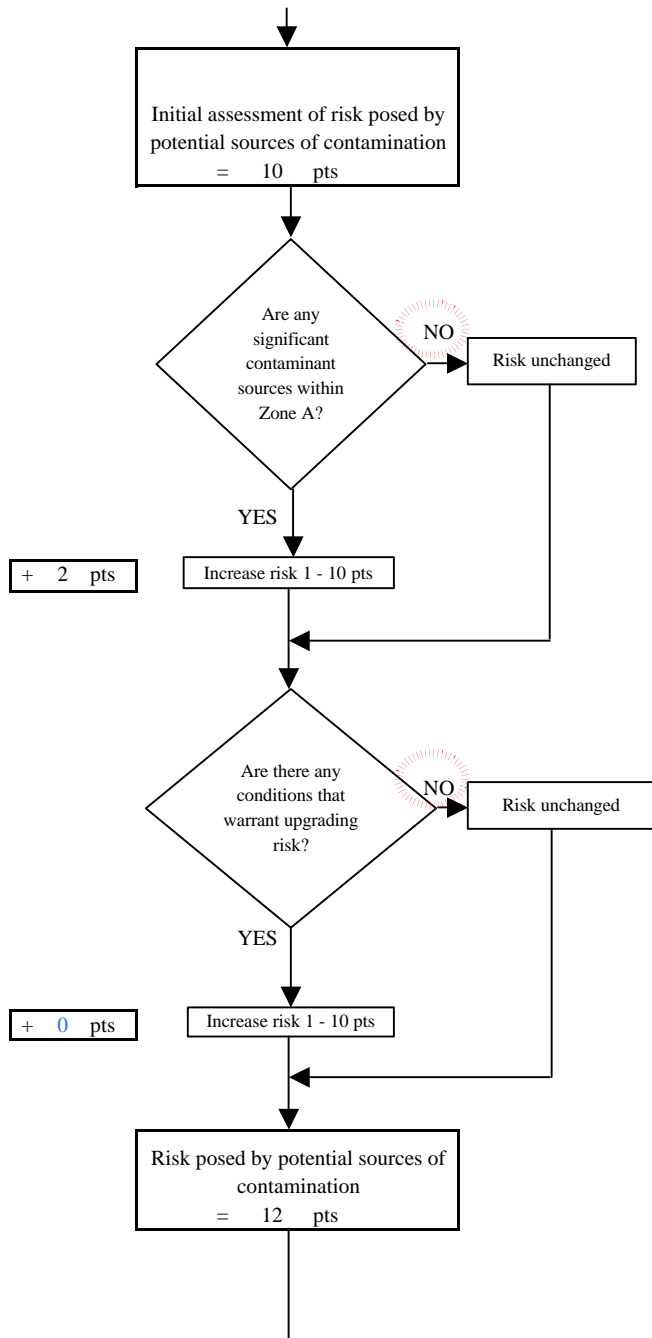 Initial assessment of risk posed by
potential sources of contamination
= 10 pts
Are any
significant
contaminant
sources within
Zone A?
NO
Risk unchanged
YES
+ 2 pts
Increase risk 1 - 10 pts
Are there any
conditions that
warrant upgrading
risk?
NO
Risk unchanged
YES
+ 0 pts
Increase risk 1 - 10 pts
Risk posed by potential sources of
contamination
= 12 pts